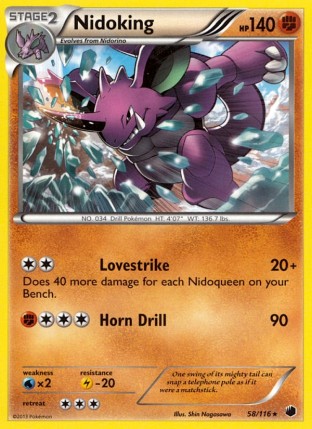 STAGE2
Nidoking
HP140
Evolves from Nidorino
NO. 034 Drill Pokémon HT: 4'07" WT: 136.7 lbs.
Lovestrike 20+
Does 40 more damage for each Nidoqueen on your
Bench.
Horn Drill 90
weakness
×2
resistance
-20
retreat
One swing of its mighty tail can
snap a telephone pole as if it
were a matchstick.
©2013 Pokémon
Illus. Shin Nagasawa
58/116★